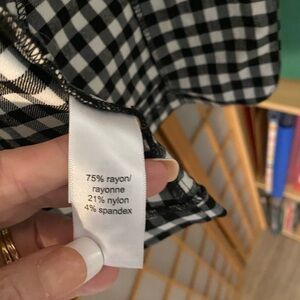 75% rayon/
rayonne
21% nylon
4% spandex